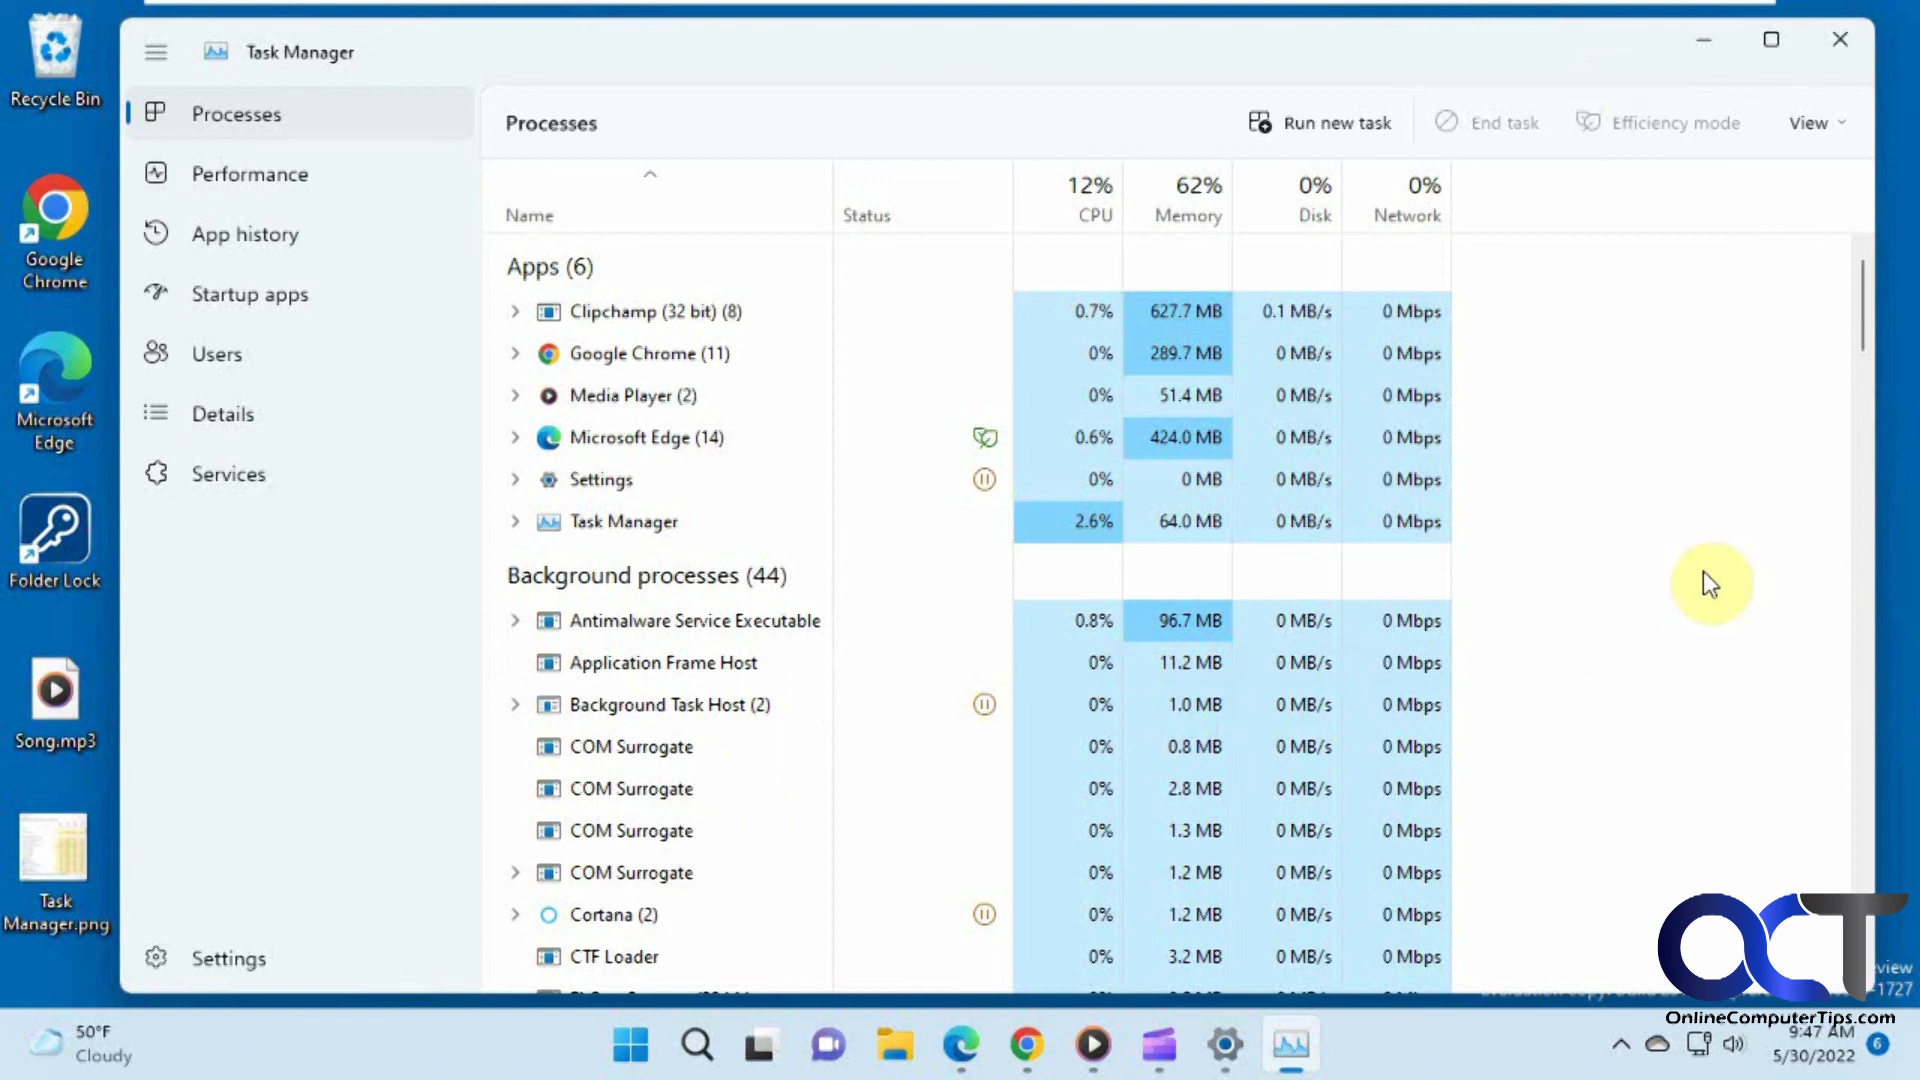 Recycle Bin
Google
Chrome
Microsoft
Edge
Folder Lock
Song.mp3
Task
Manager.png
Task Manager
Processes
Performance
App history
Startup apps
Users
Details
Services
Settings
Processes
Run new task
End task
Efficiency mode
View
Name Status 12% CPU 62% Memory 0% Disk 0% Network
Apps (6)
Clipchamp (32 bit) (8) 0.7% 627.7 MB 0.1 MB/s 0 Mbps
Google Chrome (11) 0% 289.7 MB 0 MB/s 0 Mbps
Media Player (2) 0% 51.4 MB 0 MB/s 0 Mbps
Microsoft Edge (14) 0.6% 424.0 MB 0 MB/s 0 Mbps
Settings 0% 0 MB 0 MB/s 0 Mbps
Task Manager 2.6% 64.0 MB 0 MB/s 0 Mbps
Background processes (44)
Antimalware Service Executable 0.8% 96.7 MB 0 MB/s 0 Mbps
Application Frame Host 0% 11.2 MB 0 MB/s 0 Mbps
Background Task Host (2) 0% 1.0 MB 0 MB/s 0 Mbps
COM Surrogate 0% 0.8 MB 0 MB/s 0 Mbps
COM Surrogate 0% 2.8 MB 0 MB/s 0 Mbps
COM Surrogate 0% 1.3 MB 0 MB/s 0 Mbps
COM Surrogate 0% 1.2 MB 0 MB/s 0 Mbps
Cortana (2) 0% 1.2 MB 0 MB/s 0 Mbps
CTF Loader 0% 3.2 MB 0 MB/s 0 Mbps
OCT
OnlineComputerTips.com
50°F
Cloudy
9:47 AM
5/30/2022
6